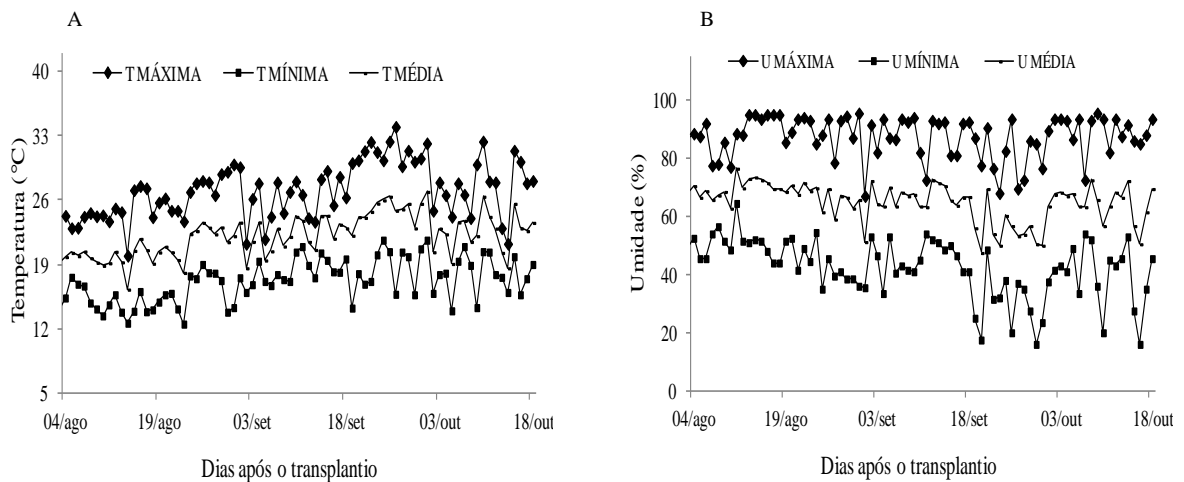 A
T MÁXIMA T MÍNIMA T MÉDIA
Temperatura (°C)
40
33
26
19
12
5
04/ago 19/ago 03/set 18/set 03/out 18/out
Dias após o transplantio
B
U MÁXIMA U MÍNIMA U MÉDIA
Umidade (%)
100
80
60
40
20
0
04/ago 19/ago 03/set 18/set 03/out 18/out
Dias após o transplantio